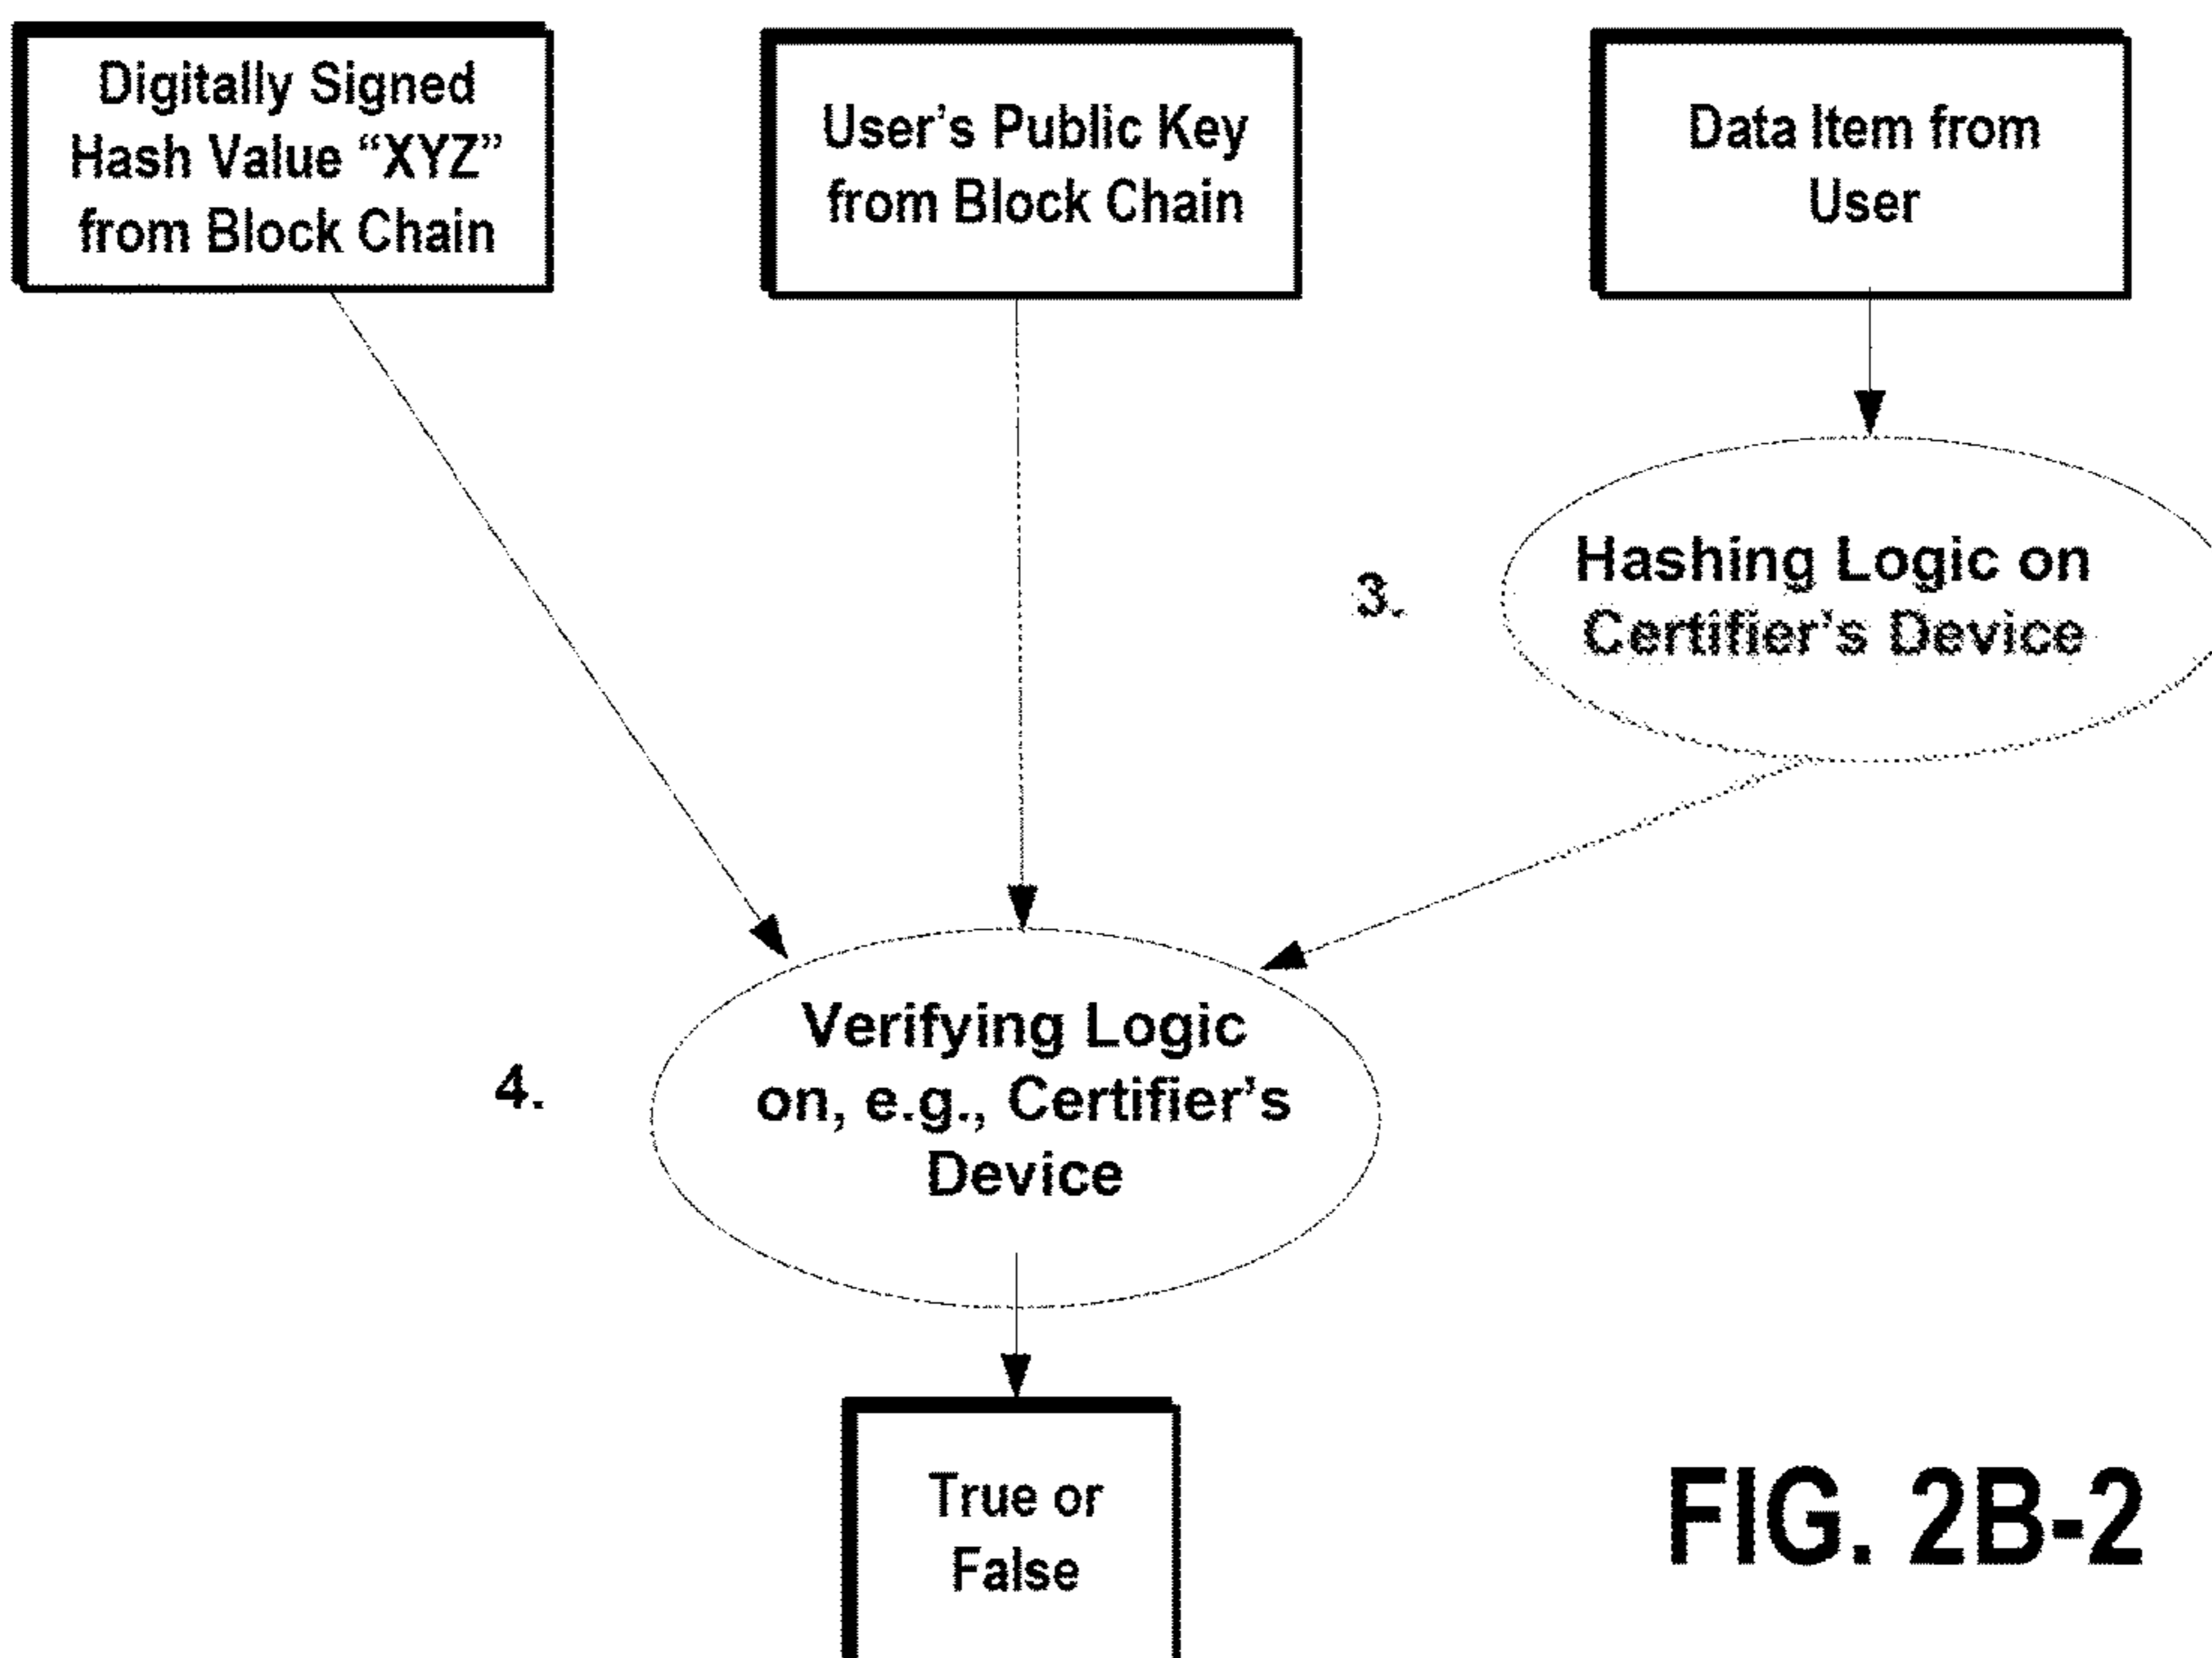 Digitally Signed
Hash Value “XYZ”
from Block Chain
User’s Public Key
from Block Chain
Data Item from
User
3.
Hashing Logic on
Certifier’s Device
4.
Verifying Logic
on, e.g., Certifier’s
Device
True or
False
FIG. 2B-2